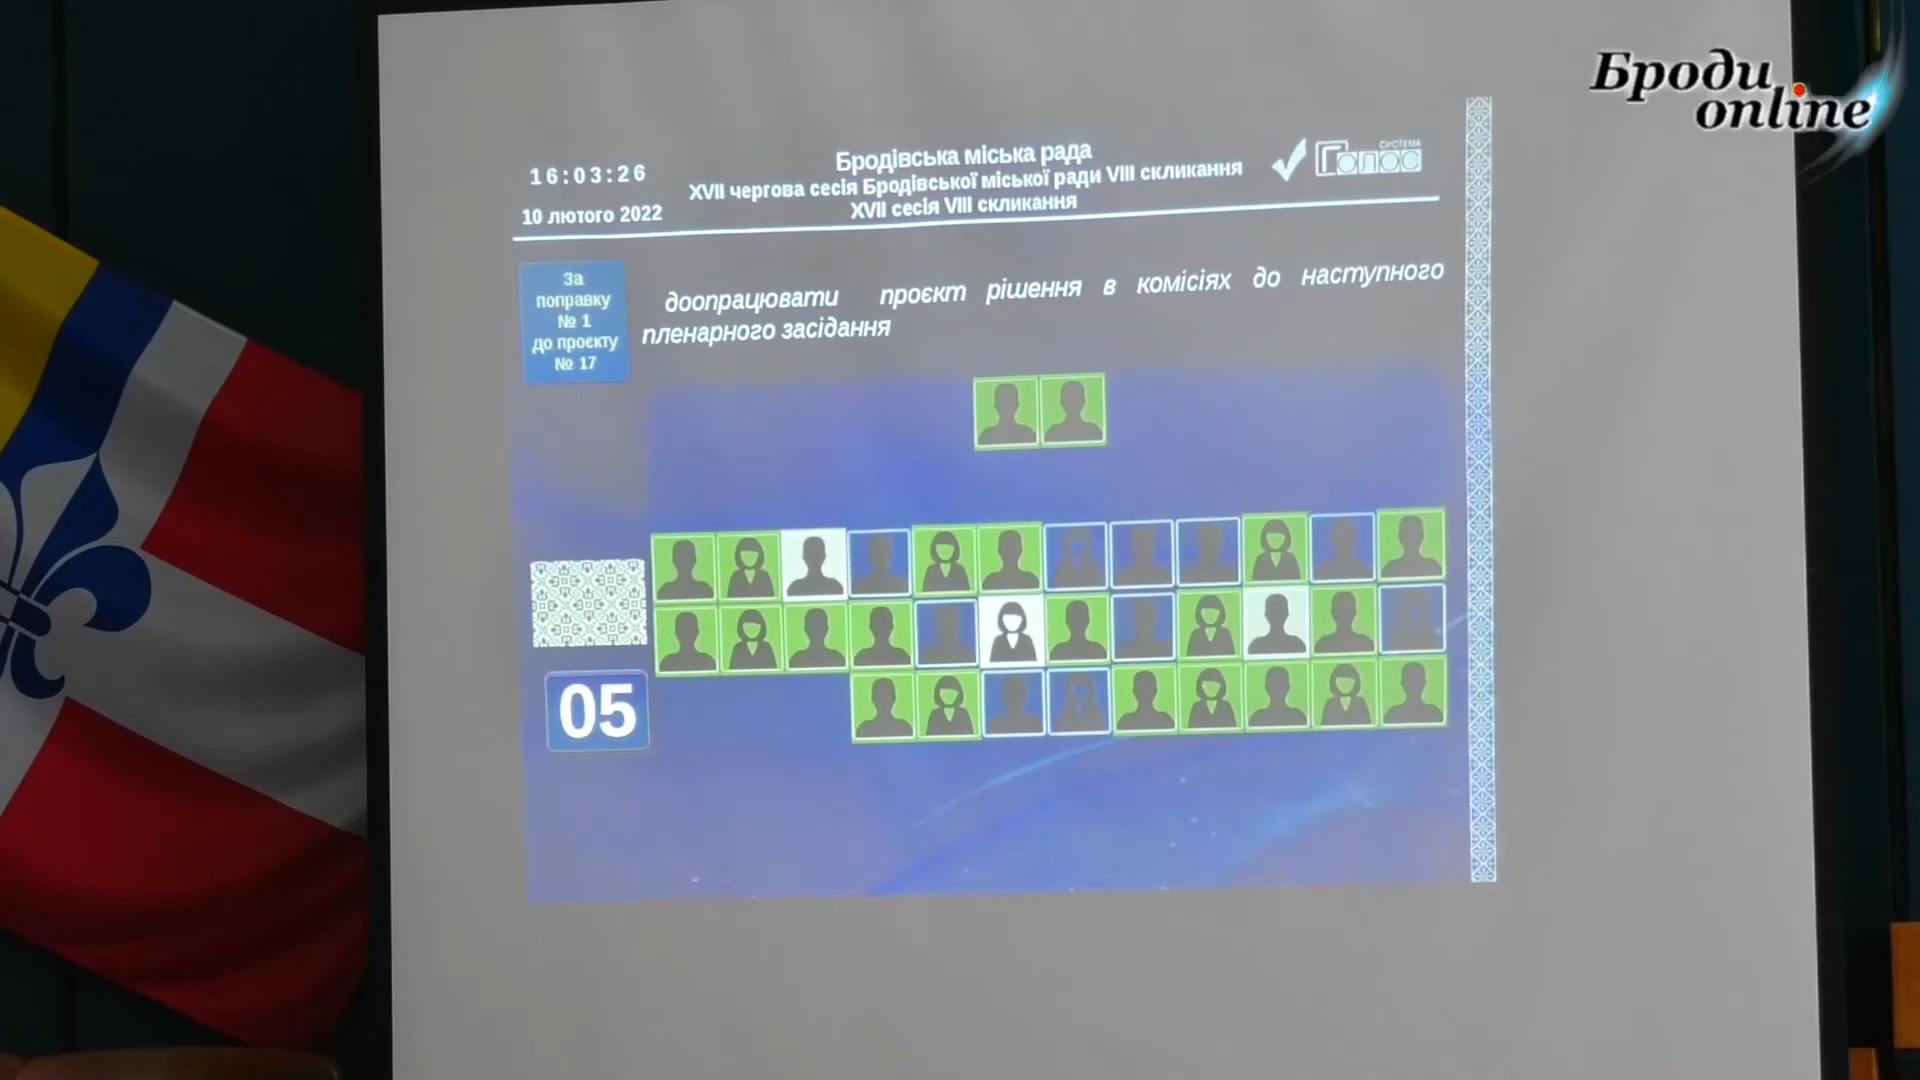 Броди
online
16:03:26
10 лютого 2022
Бродівська міська рада
XVII чергова сесія Бродівської міської ради VIII скликання
XVII сесія VIII скликання
СИСТЕМА
Голос
За
поправку
№ 1
до проєкту
№ 17
доопрацювати проєкт рішення в комісіях до наступного
пленарного засідання
05